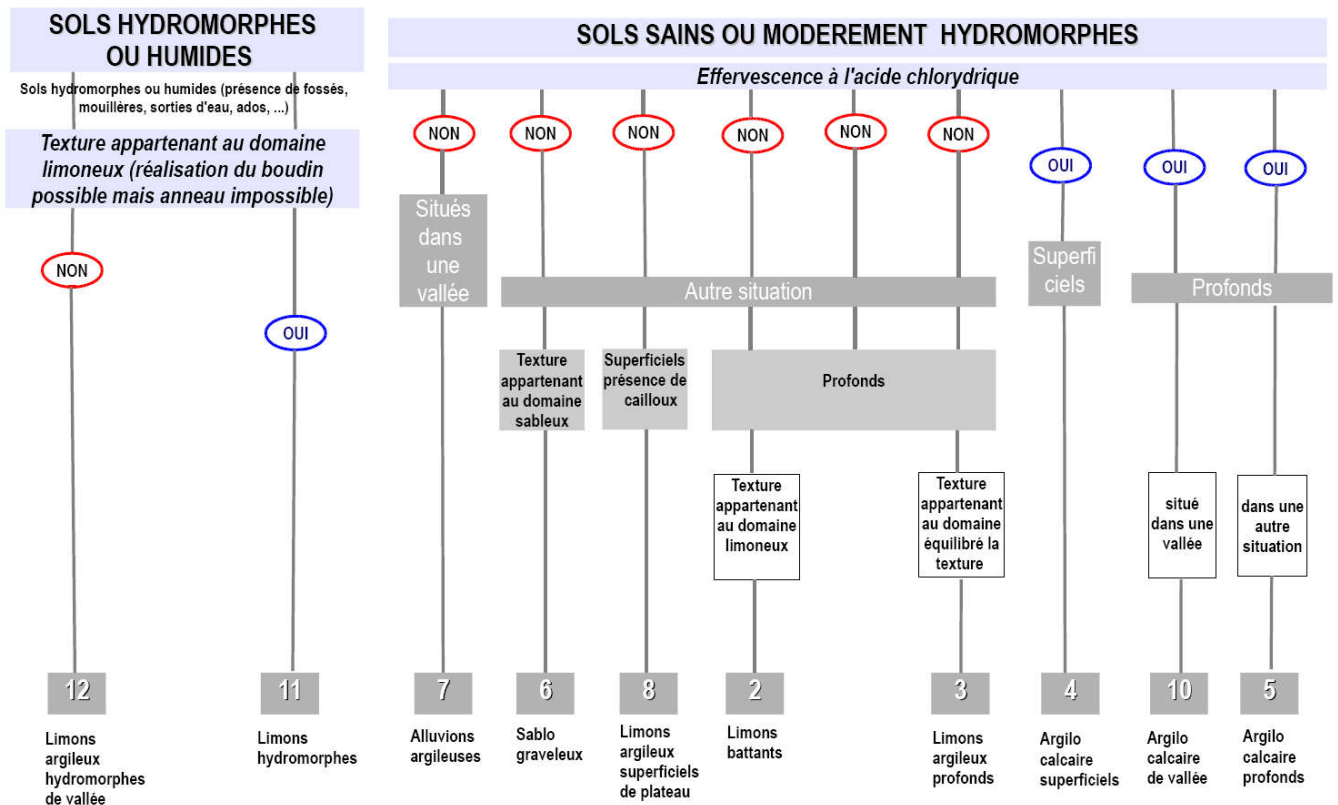 SOLS HYDROMORPHES
OU HUMIDES
Sols hydromorphes ou humides (présence de fossés,
mouillères, sorties d'eau, ados, ...)
Texture appartenant au domaine
limoneux (réalisation du boudin
possible mais anneau impossible)
NON
OUI
12
Limons
argileux
hydromorphes
de vallée
11
Limons
hydromorphes
SOLS SAINS OU MODEREMENT HYDROMORPHES
Effervescence à l'acide chlorydrique
NON
NON
NON
NON
NON
NON
OUI
OUI
OUI
Situés
dans
une
vallée
Autre situation
Superfi
ciels
Profonds
Texture
appartenant
au domaine
sableux
Superficiels
présence de
cailloux
Profonds
Texture
appartenant
au domaine
limoneux
Texture
appartenant
au domaine
équilibré la
texture
situé
dans une
vallée
dans une
autre
situation
7
Alluvions
argileuses
6
Sablo
graveleux
8
Limons
argileux
superficiels
de plateau
2
Limons
battants
3
Limons
argileux
profonds
4
Argilo
calcaire
superficiels
10
Argilo
calcaire
de vallée
5
Argilo
calcaire
profonds